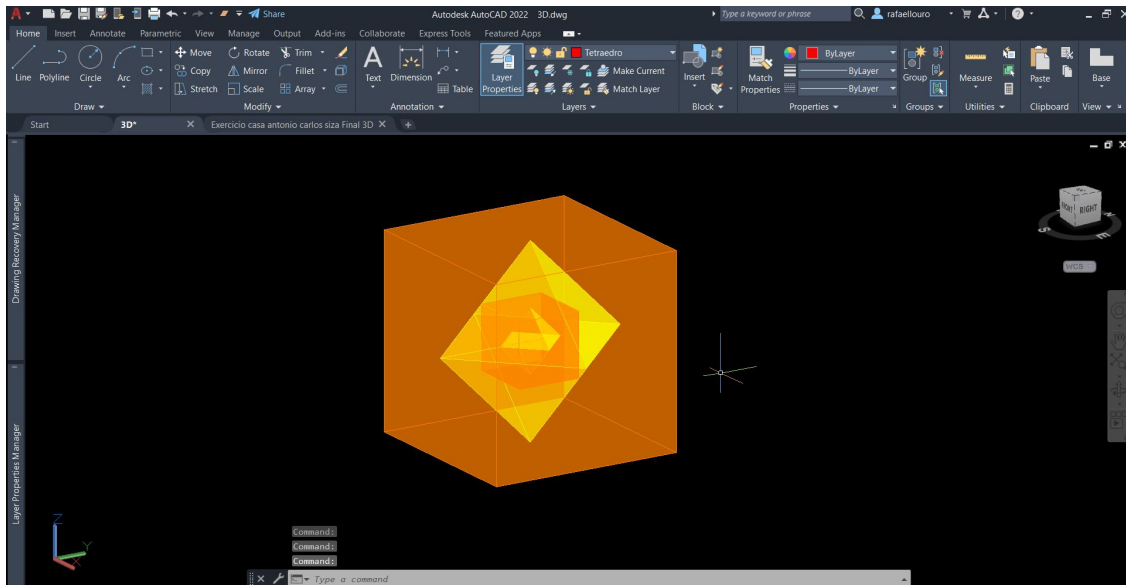 Share
Autodesk AutoCAD 2022 3D.dwg
Type a keyword or phrase
rafaellouro
Home Insert Annotate Parametric View Manage Output Add-ins Collaborate Express Tools Featured Apps
Line Polyline Circle Arc
Move Rotate Trim
Copy Mirror Fillet
Stretch Scale Array
Text Dimension Table
Layer Properties
Tetraedro
Make Current
Match Layer
Insert
Match Properties
ByLayer
ByLayer
ByLayer
Group
Measure
Paste
Base
Draw Modify Annotation Layers Block Properties Groups Utilities Clipboard View
Start 3D* Exercicio casa antonio carlos siza Final 3D
Drawing Recovery Manager
Layer Properties Manager
RIGHT
S
E
WCS
Z
Y
X
Command:
Command:
Command:
Type a command